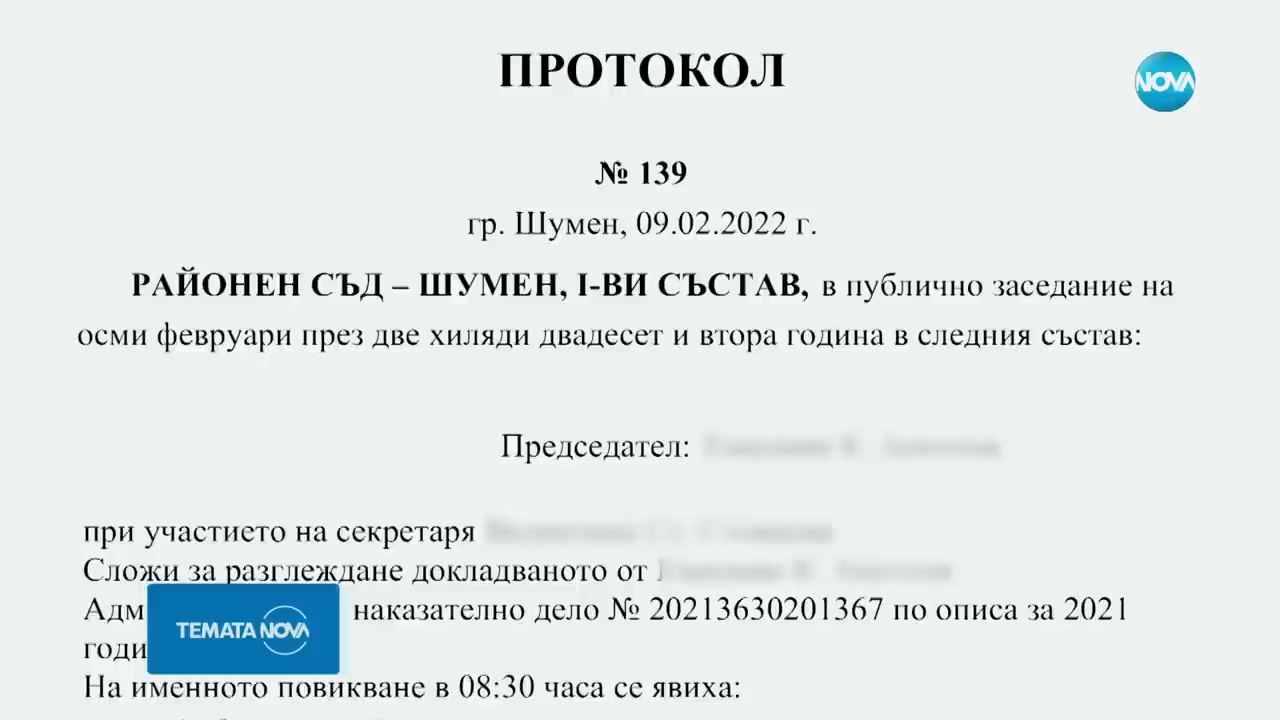 ПРОТОКОЛ
NOVA
№ 139
гр. Шумен, 09.02.2022 г.
РАЙОНЕН СЪД – ШУМЕН, I-ВИ СЪСТАВ, в публично заседание на
осми февруари през две хиляди двадесет и втора година в следния състав:
Председател:
при участието на секретаря
Сложи за разглеждане докладваното от
Адм наказателно дело № 20213630201367 по описа за 2021
годи
ТЕМАТА NOVA
На именното повикване в 08:30 часа се явиха: